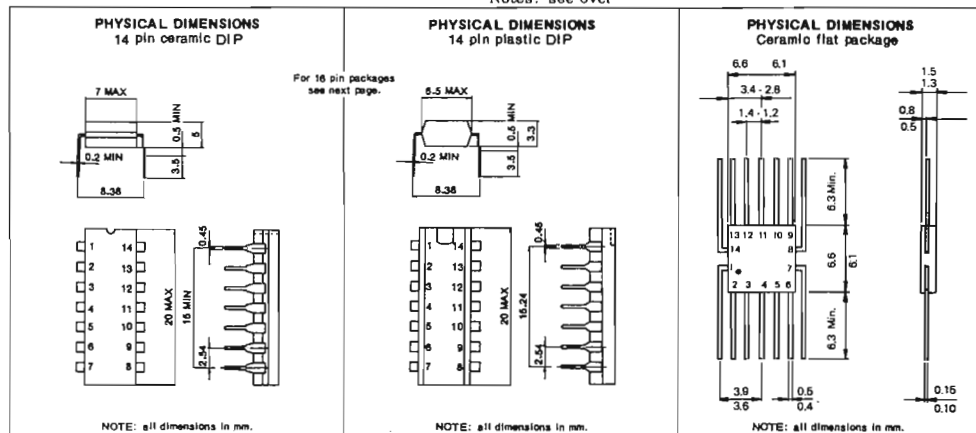 Notes: see over
PHYSICAL DIMENSIONS
14 pin ceramic DIP
7 MAX
0.5 MIN
5
0.2 MIN
3.5
8.38
1
2
3
4
5
6
7
14
13
12
11
10
9
8
20 MAX
15 MIN
0.45
2.54
NOTE: all dimensions in mm.
For 16 pin packages
see next page.
PHYSICAL DIMENSIONS
14 pin plastic DIP
6.5 MAX
0.5 MIN
3.3
0.2 MIN
3.5
8.38
1
2
3
4
5
6
7
14
13
12
11
10
9
8
20 MAX
15.24
0.45
2.54
NOTE: all dimensions in mm.
PHYSICAL DIMENSIONS
Ceramic flat package
6.6 6.1
3.4 - 2.8
1.4 - 1.2
1.5
1.3
0.8
0.5
6.3 Min.
13 12 11 10 9
14 8
1 7
2 3 4 5 6
6.6
6.1
6.3 Min.
3.9
3.6
0.5
0.4
0.15
0.10
NOTE: all dimensions in mm.